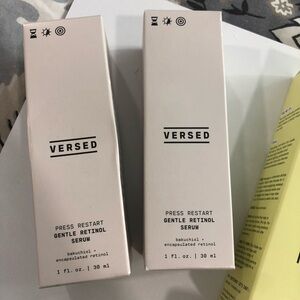 VERSED
PRESS RESTART
GENTLE RETINOL
SERUM
bakuchiol +
encapsulated retinol
1 fl. oz. | 30 ml
VERSED
PRESS RESTART
GENTLE RETINOL
SERUM
bakuchiol +
encapsulated retinol
1 fl. oz. | 30 ml